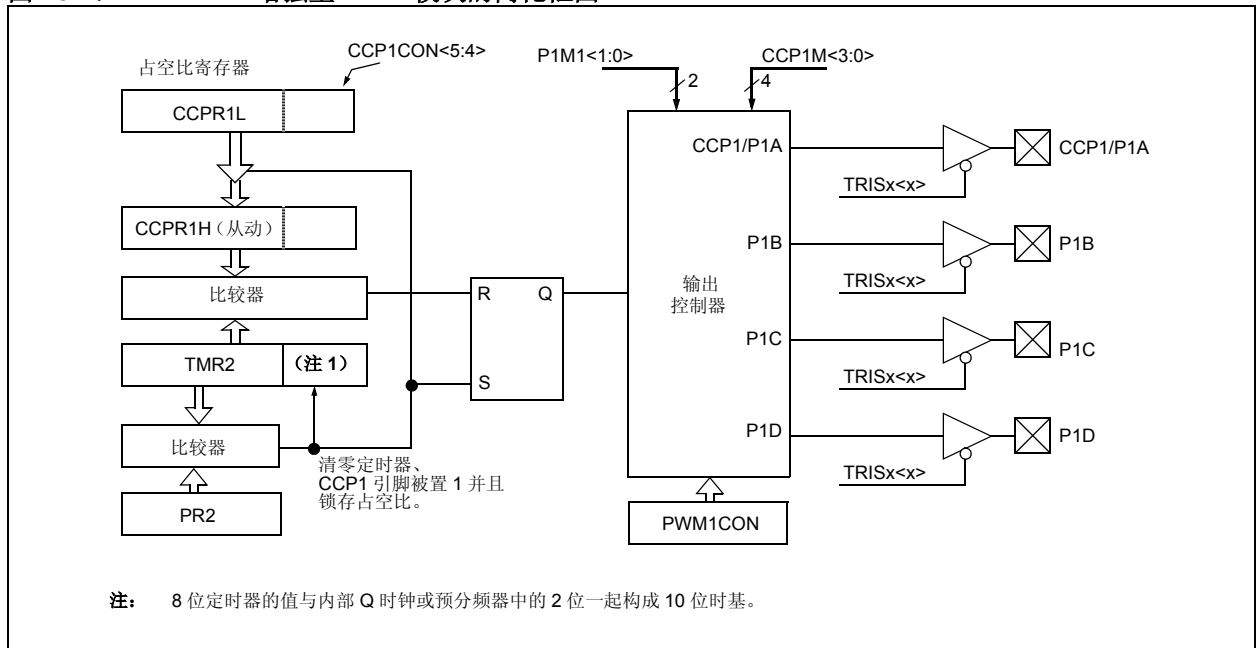 CCP1CON<5:4>
占空比寄存器
CCPR1L
CCPR1H（从动）
比较器
TMR2
（注 1）
比较器
PR2
清零定时器、
CCP1 引脚被置 1 并且
锁存占空比。
R
Q
S
P1M1<1:0>
2
CCP1M<3:0>
4
输出
控制器
CCP1/P1A
P1B
P1C
P1D
PWM1CON
TRISx<x>
CCP1/P1A
TRISx<x>
P1B
TRISx<x>
P1C
TRISx<x>
P1D
注： 8 位定时器的值与内部 Q 时钟或预分频器中的 2 位一起构成 10 位时基。